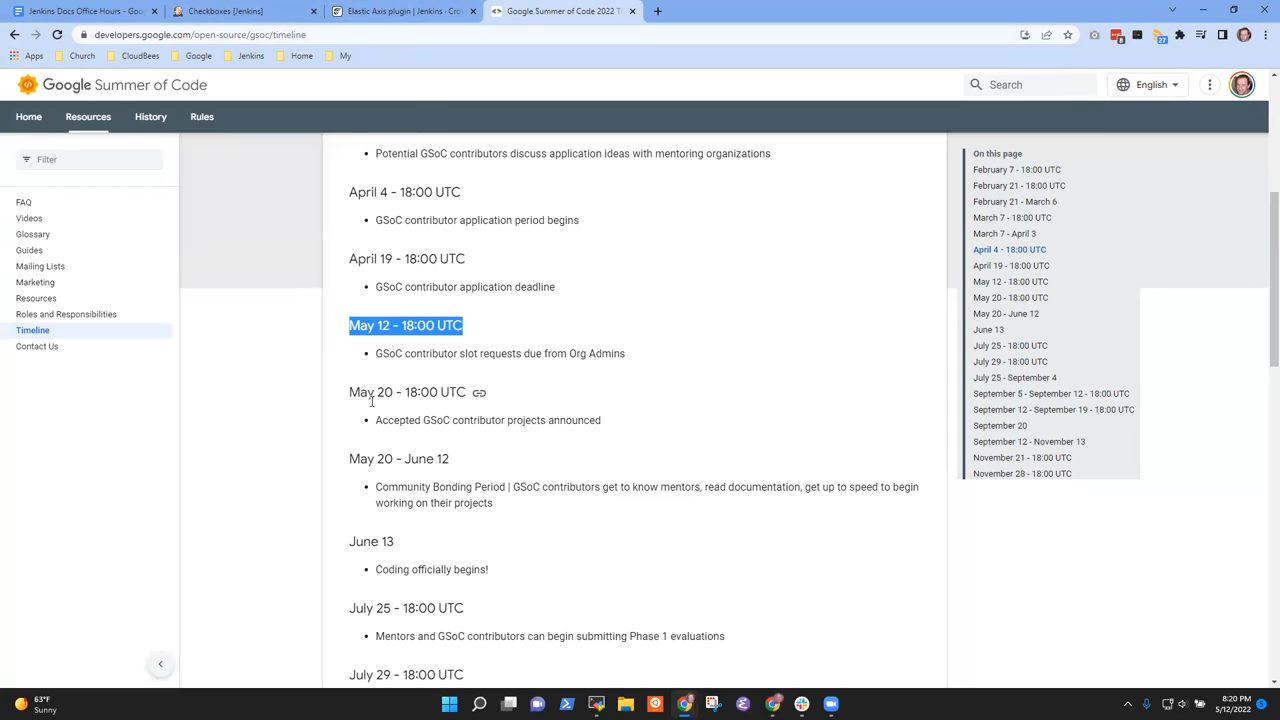 Jenkins Docs Office Hours - Goo
Checkboxes [Jenkins]
Elastic Axis plugin | Jenkins · Cro
Google Summer of Code 2022 Ti
developers.google.com/open-source/gsoc/timeline
Apps
Church
CloudBees
Google
Jenkins
Home
My
Google Summer of Code
Search
English
Home
Resources
History
Rules
Filter
FAQ
Videos
Glossary
Guides
Mailing Lists
Marketing
Resources
Roles and Responsibilities
Timeline
Contact Us
• Potential GSoC contributors discuss application ideas with mentoring organizations
April 4 - 18:00 UTC
• GSoC contributor application period begins
April 19 - 18:00 UTC
• GSoC contributor application deadline
May 12 - 18:00 UTC
• GSoC contributor slot requests due from Org Admins
May 20 - 18:00 UTC
• Accepted GSoC contributor projects announced
May 20 - June 12
• Community Bonding Period | GSoC contributors get to know mentors, read documentation, get up to speed to begin
working on their projects
June 13
• Coding officially begins!
July 25 - 18:00 UTC
• Mentors and GSoC contributors can begin submitting Phase 1 evaluations
July 29 - 18:00 UTC
On this page
February 7 - 18:00 UTC
February 21 - 18:00 UTC
February 21 - March 6
March 7 - 18:00 UTC
March 7 - April 3
April 4 - 18:00 UTC
April 19 - 18:00 UTC
May 12 - 18:00 UTC
May 20 - 18:00 UTC
May 20 - June 12
June 13
July 25 - 18:00 UTC
July 29 - 18:00 UTC
July 25 - September 4
September 5 - September 12 - 18:00 UTC
September 12 - September 19 - 18:00 UTC
September 20
September 12 - November 13
November 21 - 18:00 UTC
November 28 - 18:00 UTC
63°F
Sunny
8:20 PM
5/12/2022